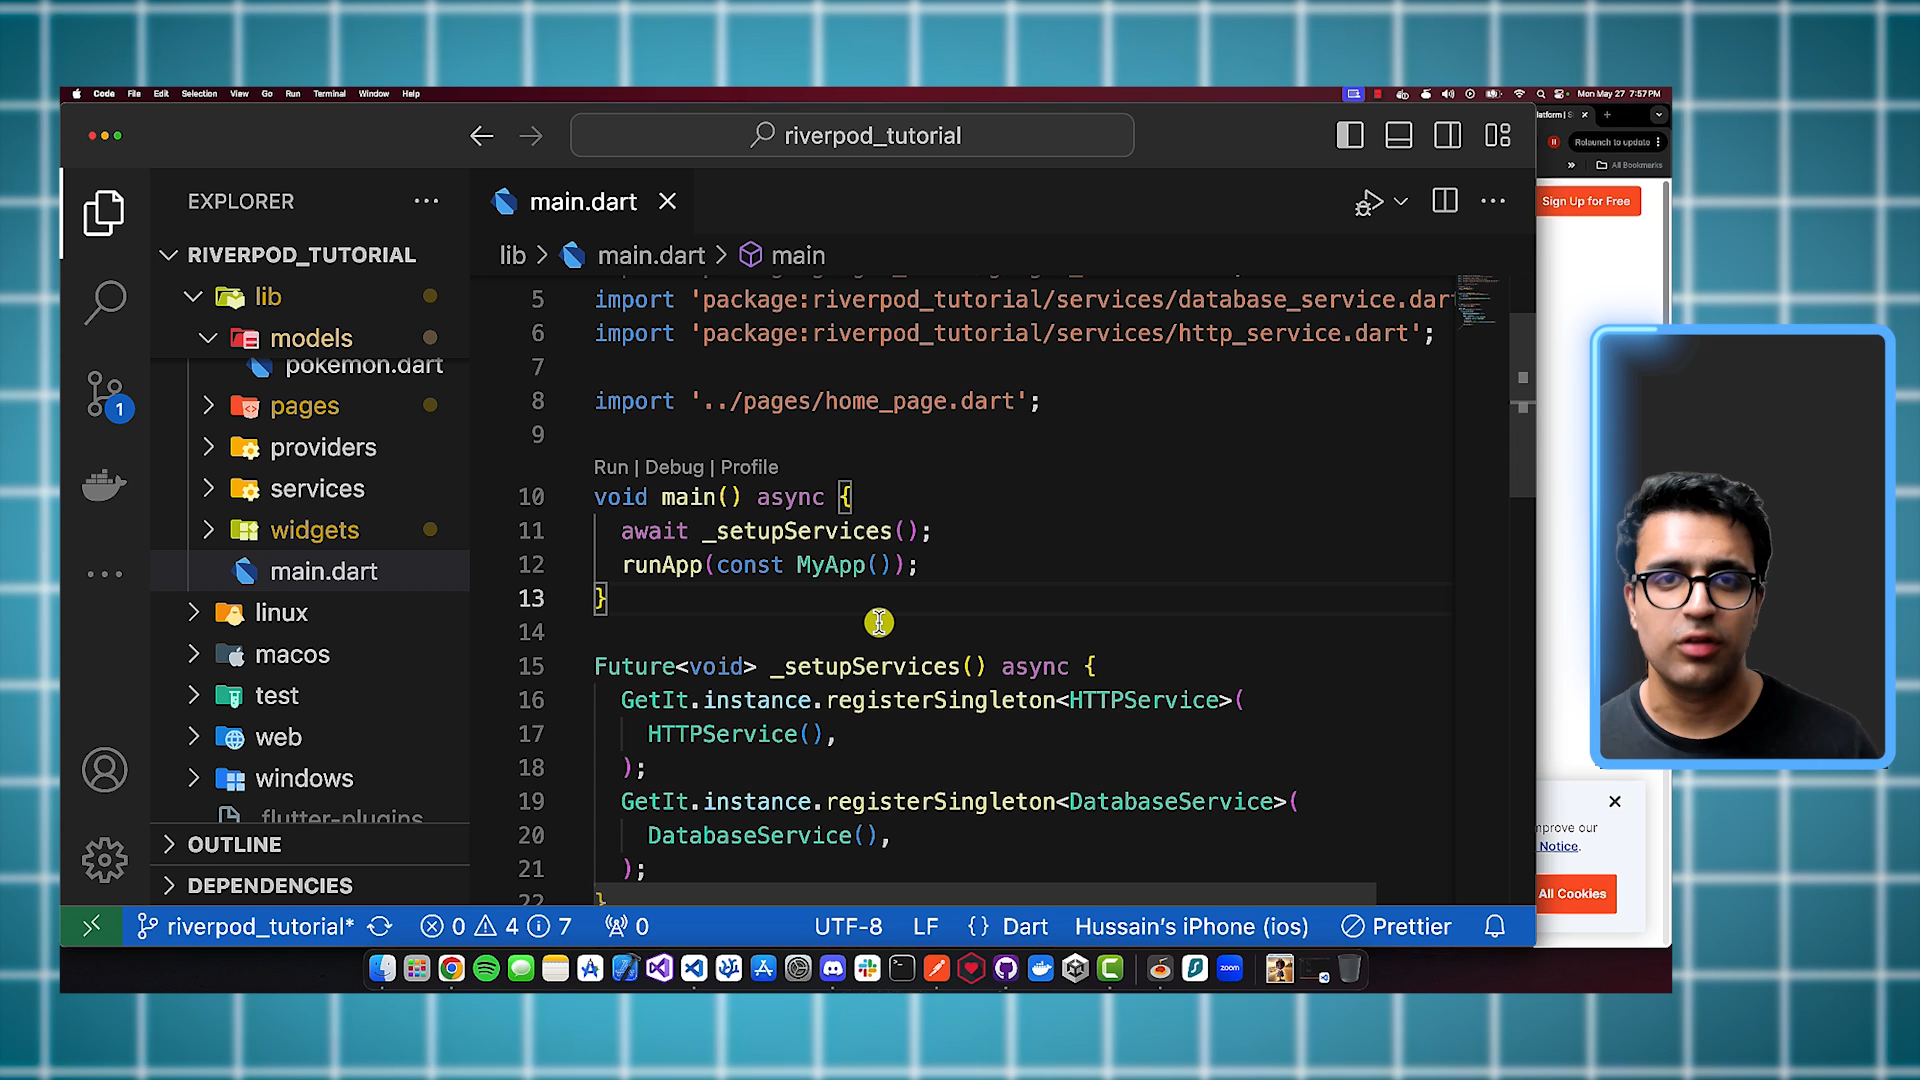 Code File Edit Selection View Go Run Terminal Window Help
Mon May 27 7:57 PM
riverpod_tutorial
Relaunch to update
All Bookmarks
Sign Up for Free
EXPLORER
main.dart
RIVERPOD_TUTORIAL
lib > main.dart > main
lib
models
pokemon.dart
pages
providers
services
widgets
main.dart
linux
macos
test
web
windows
flutter-plugins
OUTLINE
DEPENDENCIES
1
5 import 'package:riverpod_tutorial/services/database_service.dar
6 import 'package:riverpod_tutorial/services/http_service.dart';
7
8 import '../pages/home_page.dart';
9
Run | Debug | Profile
10 void main() async {
11 await _setupServices();
12 runApp(const MyApp());
13 }
14
15 Future<void> _setupServices() async {
16 GetIt.instance.registerSingleton<HTTPService>(
17 HTTPService(),
18 );
19 GetIt.instance.registerSingleton<DatabaseService>(
20 DatabaseService(),
21 );
22 }
Notice.
All Cookies
riverpod_tutorial* 0 4 7 0 UTF-8 LF {} Dart Hussain's iPhone (ios) Prettier
zoom